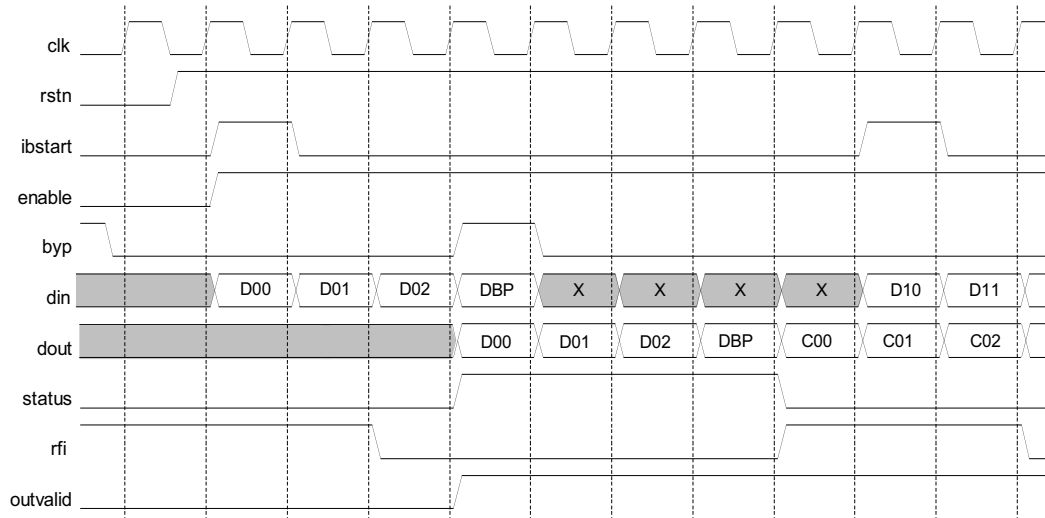 clk
rstn
ibstart
enable
byp
din D00 D01 D02 DBP X X X X D10 D11
dout D00 D01 D02 DBP C00 C01 C02
status
rfi
outvalid